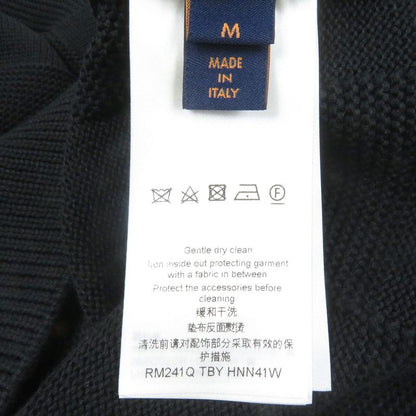 M
MADE
IN
ITALY
F
Gentle dry clean
Iron inside out protecting garment
with a fabric in between
Protect the accessories before
cleaning
缓和干洗
垫布反面熨烫
清洗前请对配饰部分采取有效的保
护措施
RM241Q TBY HNN41W